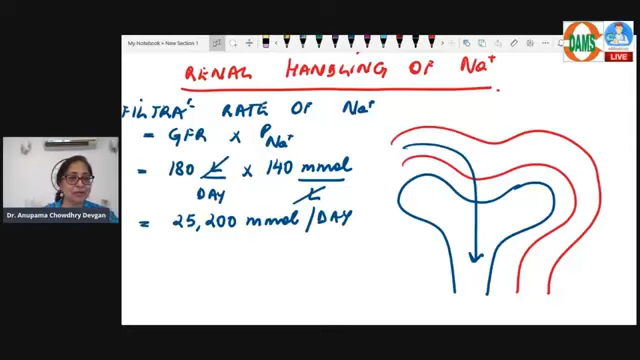 My Notebook > New Section 1
DAMS
LIVE
RENAL HANDLING OF Na+
FILTRAn RATE OF Na+
= GFR x PNa+
= 180 L/DAY x 140 mmol/L
= 25,200 mmol/DAY
Dr. Anupama Chowdhry Devgan